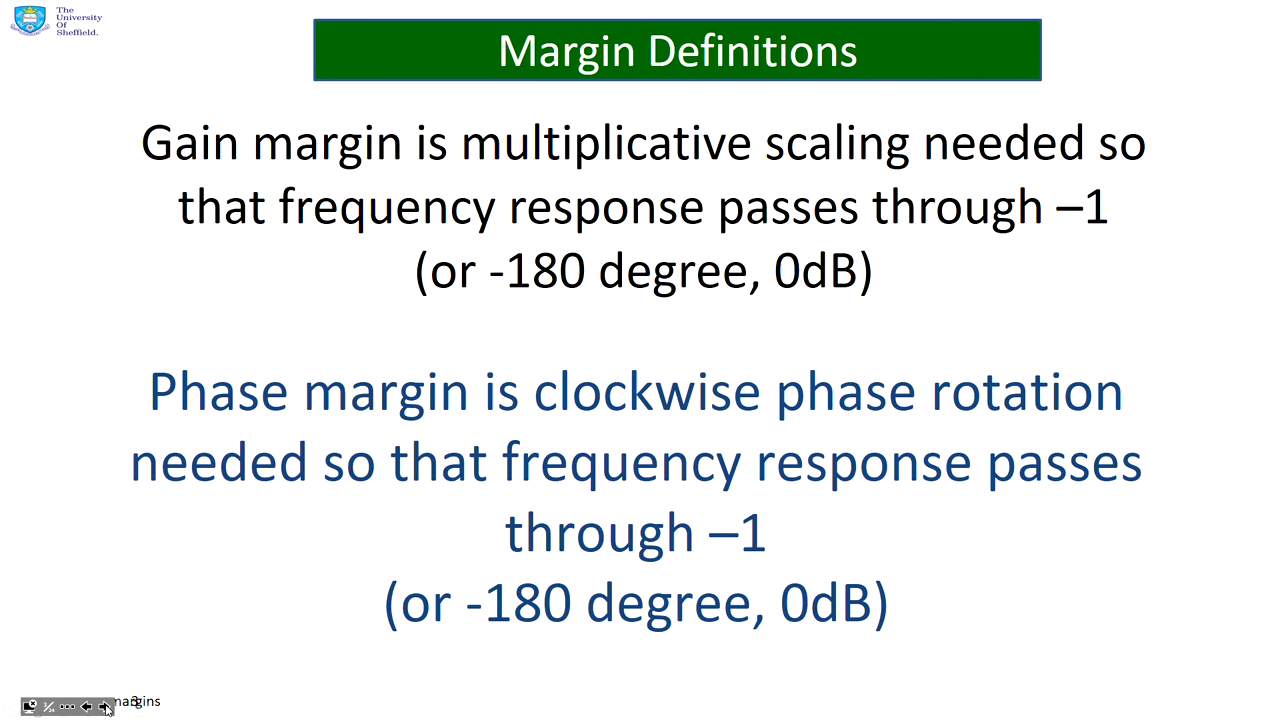 The
University
Of
Sheffield.
Margin Definitions
Gain margin is multiplicative scaling needed so
that frequency response passes through –1
(or -180 degree, 0dB)
Phase margin is clockwise phase rotation
needed so that frequency response passes
through –1
(or -180 degree, 0dB)
margins